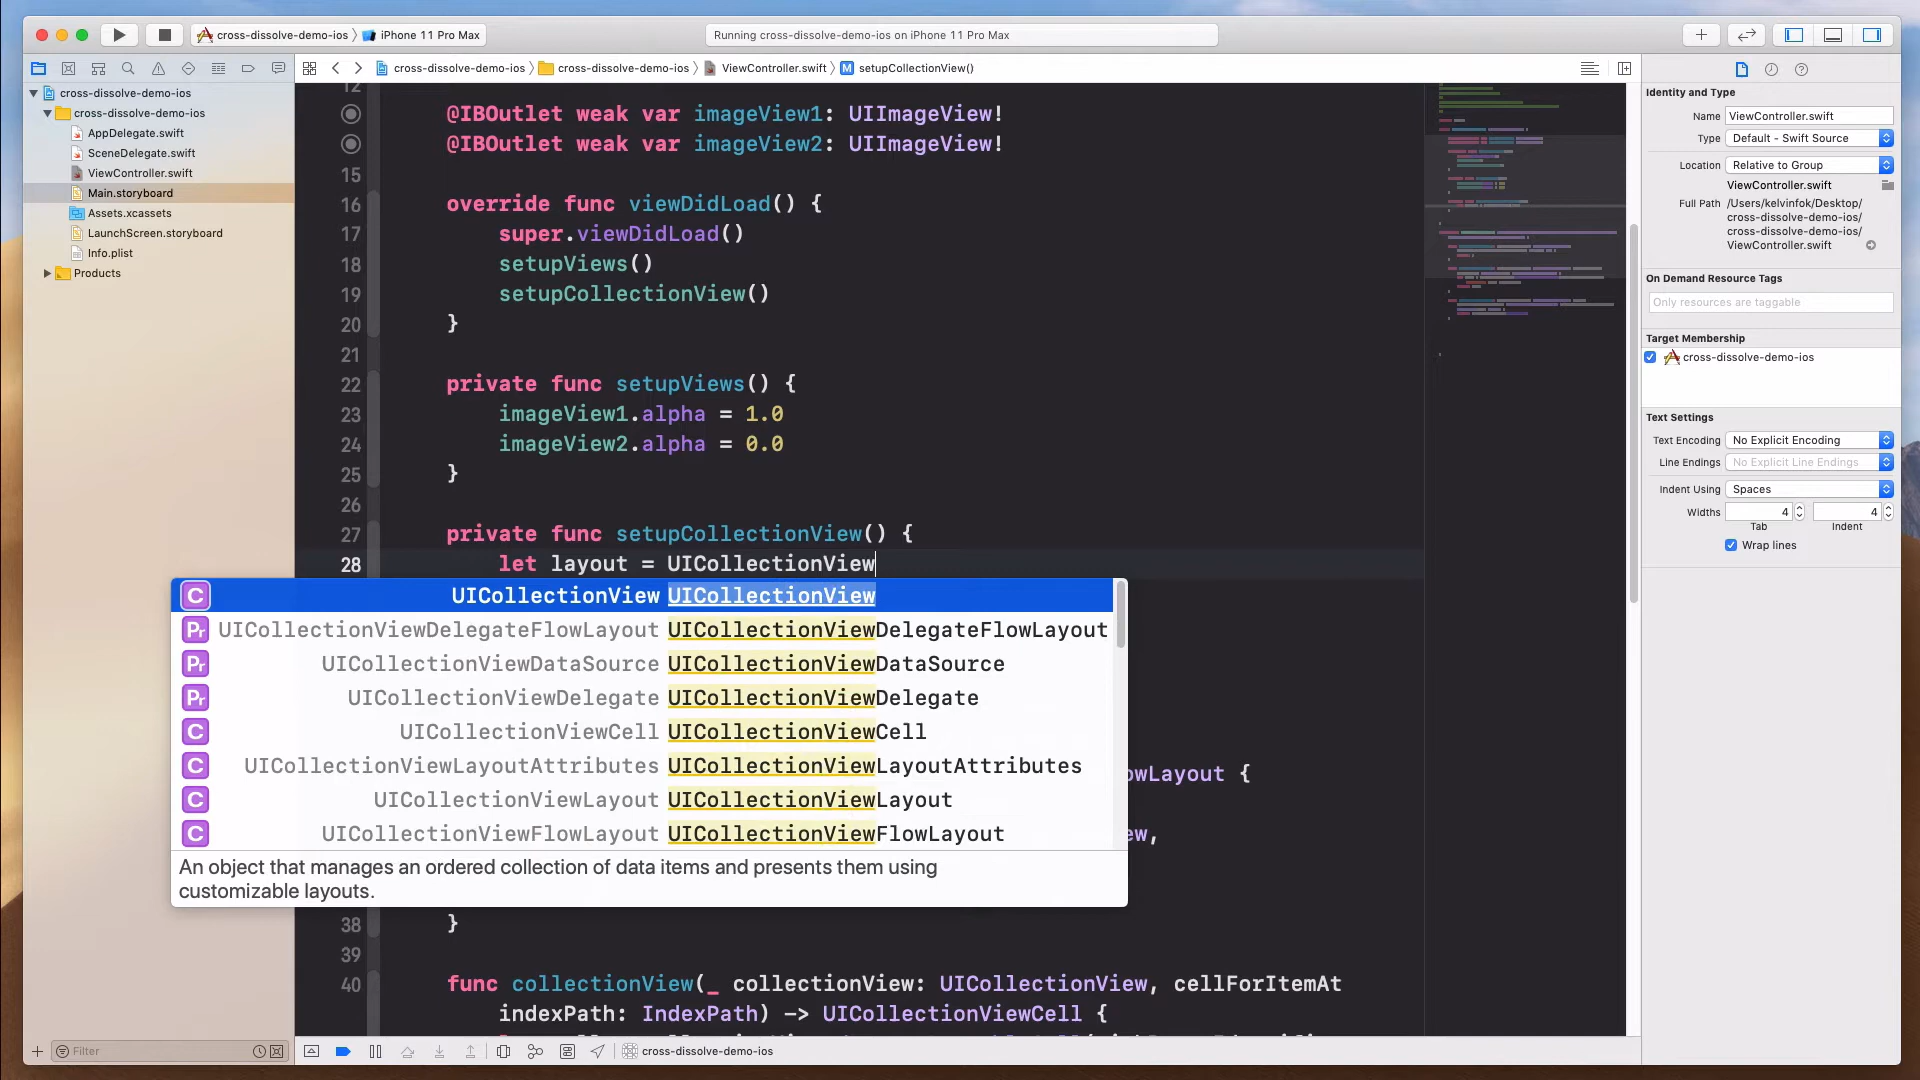 cross-dissolve-demo-ios
iPhone 11 Pro Max
Running cross-dissolve-demo-ios on iPhone 11 Pro Max
cross-dissolve-demo-ios
cross-dissolve-demo-ios
ViewController.swift
setupCollectionView()
cross-dissolve-demo-ios
cross-dissolve-demo-ios
AppDelegate.swift
SceneDelegate.swift
ViewController.swift
Main.storyboard
Assets.xcassets
LaunchScreen.storyboard
Info.plist
Products
Filter
12
@IBOutlet weak var imageView1: UIImageView!
@IBOutlet weak var imageView2: UIImageView!
15
16 override func viewDidLoad() {
17 super.viewDidLoad()
18 setupViews()
19 setupCollectionView()
20 }
21
22 private func setupViews() {
23 imageView1.alpha = 1.0
24 imageView2.alpha = 0.0
25 }
26
27 private func setupCollectionView() {
28 let layout = UICollectionView
C UICollectionView UICollectionView
Pr UICollectionViewDelegateFlowLayout UICollectionViewDelegateFlowLayout
Pr UICollectionViewDataSource UICollectionViewDataSource
Pr UICollectionViewDelegate UICollectionViewDelegate
C UICollectionViewCell UICollectionViewCell
C UICollectionViewLayoutAttributes UICollectionViewLayoutAttributes
owLayout {
C UICollectionViewLayout UICollectionViewLayout
C UICollectionViewFlowLayout UICollectionViewFlowLayout
ew,
An object that manages an ordered collection of data items and presents them using
customizable layouts.
38 }
39
40 func collectionView(_ collectionView: UICollectionView, cellForItemAt
indexPath: IndexPath) -> UICollectionViewCell {
cross-dissolve-demo-ios
Identity and Type
Name ViewController.swift
Type Default - Swift Source
Location Relative to Group
ViewController.swift
Full Path /Users/kelvinfok/Desktop/
cross-dissolve-demo-ios/
cross-dissolve-demo-ios/
ViewController.swift
On Demand Resource Tags
Only resources are taggable
Target Membership
cross-dissolve-demo-ios
Text Settings
Text Encoding No Explicit Encoding
Line Endings No Explicit Line Endings
Indent Using Spaces
Widths 4 4
Tab Indent
Wrap lines